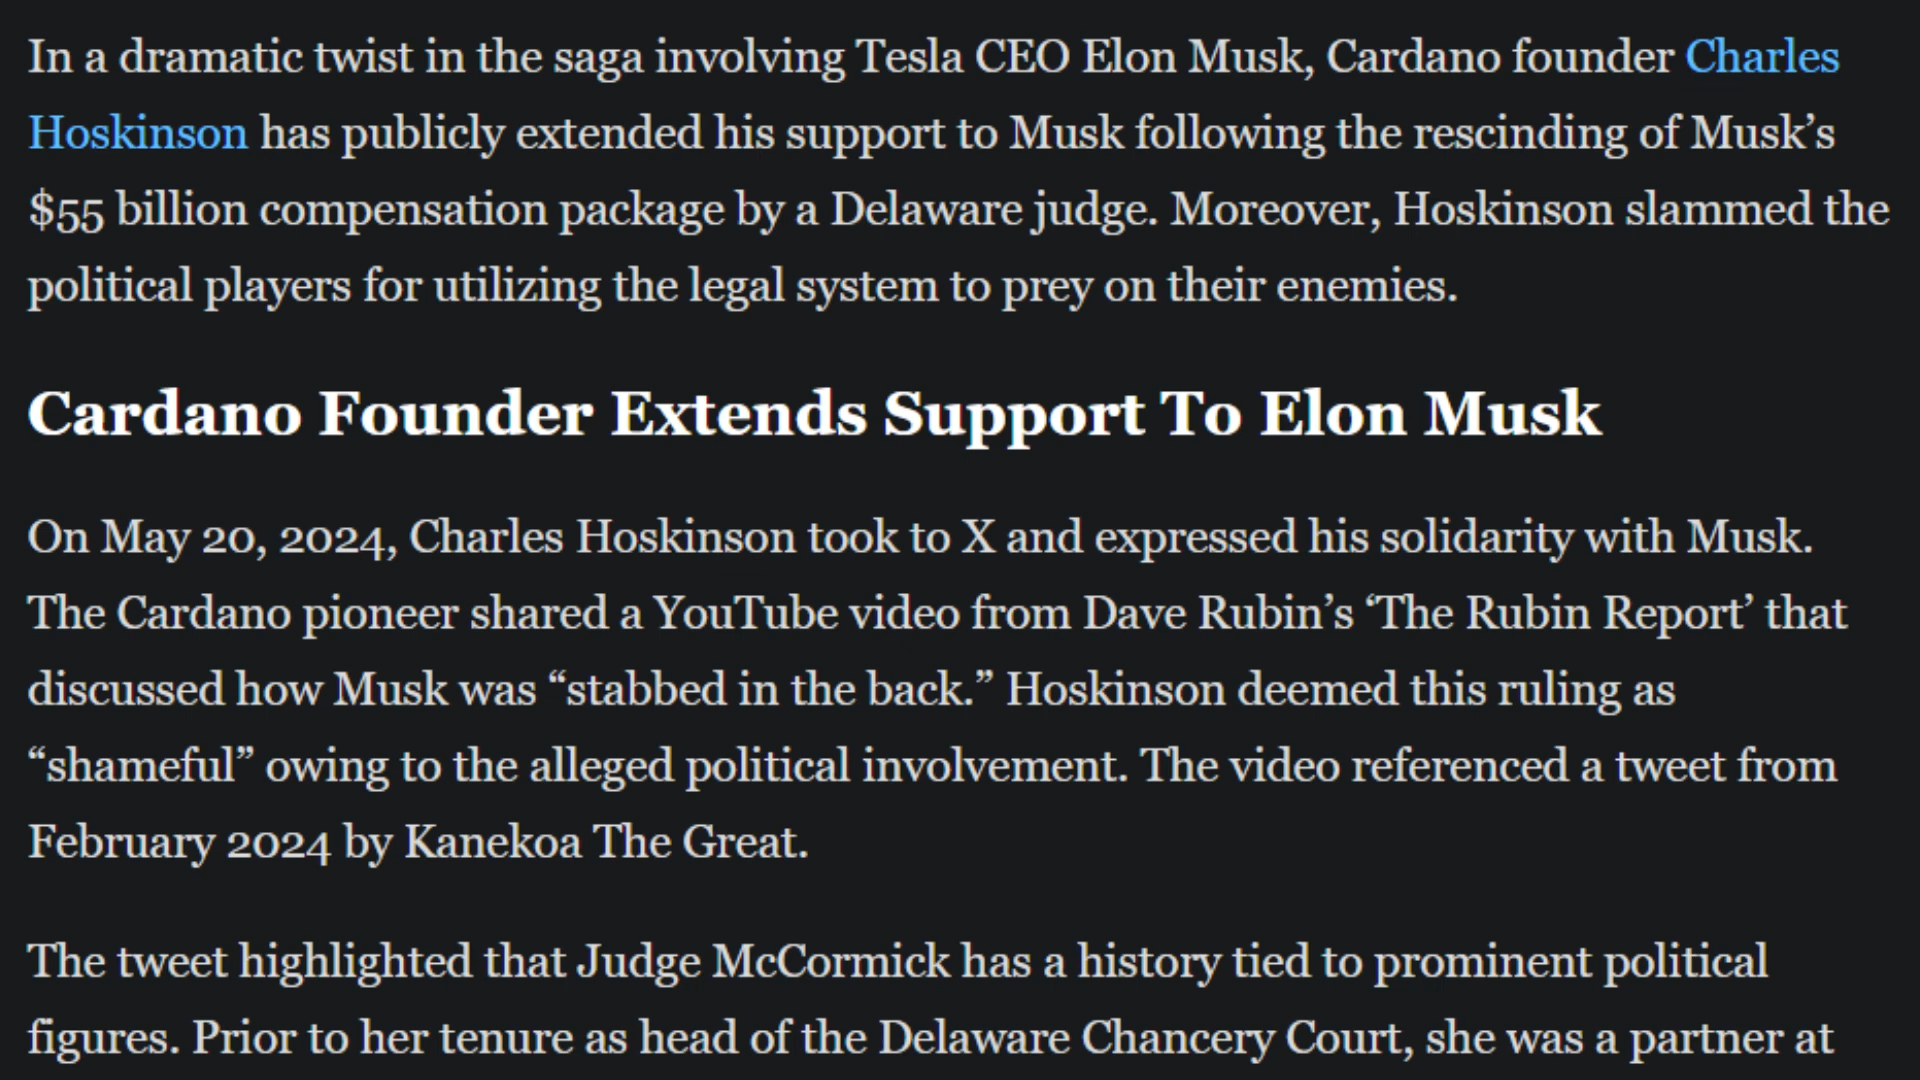 In a dramatic twist in the saga involving Tesla CEO Elon Musk, Cardano founder Charles
Hoskinson has publicly extended his support to Musk following the rescinding of Musk’s
$55 billion compensation package by a Delaware judge. Moreover, Hoskinson slammed the
political players for utilizing the legal system to prey on their enemies.
Cardano Founder Extends Support To Elon Musk
On May 20, 2024, Charles Hoskinson took to X and expressed his solidarity with Musk.
The Cardano pioneer shared a YouTube video from Dave Rubin’s ‘The Rubin Report’ that
discussed how Musk was “stabbed in the back.” Hoskinson deemed this ruling as
“shameful” owing to the alleged political involvement. The video referenced a tweet from
February 2024 by Kanekoa The Great.
The tweet highlighted that Judge McCormick has a history tied to prominent political
figures. Prior to her tenure as head of the Delaware Chancery Court, she was a partner at